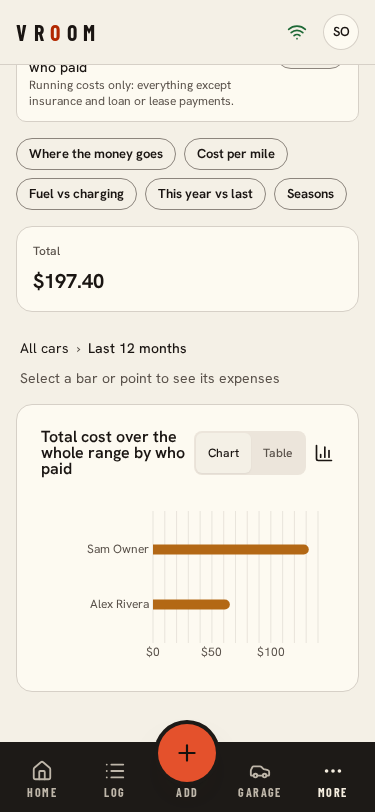 VROOM
SO
who paid
Running costs only: everything except
insurance and loan or lease payments.
Where the money goes
Cost per mile
Fuel vs charging
This year vs last
Seasons
Total
$197.40
All cars › Last 12 months
Select a bar or point to see its expenses
Total cost over the
whole range by who
paid
Chart
Table
Sam Owner
Alex Rivera
$0
$50
$100
HOME
LOG
ADD
GARAGE
MORE